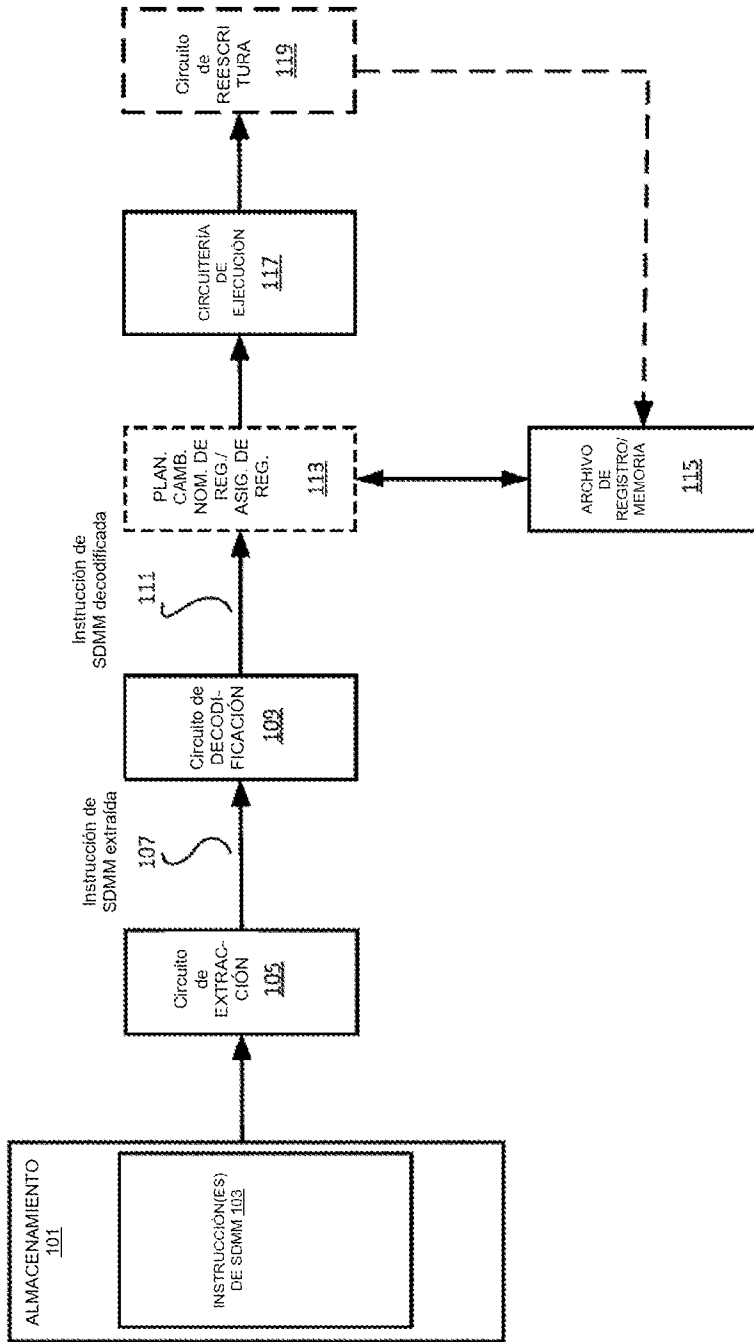 ALMACENAMIENTO
101
INSTRUCCIÓN(ES)
DE SDMM 103
Circuito
de
EXTRAC-
CIÓN
105
Instrucción de
SDMM extraída
107
Circuito de
DECODI-
FICACIÓN
109
Instrucción de
SDMM decodificada
111
PLAN.
CAMB.
NOM. DE
REG./
ASIG. DE
REG.
113
ARCHIVO
DE
REGISTRO/
MEMORIA
115
CIRCUITERÍA
DE
EJECUCIÓN
117
Circuito
de
REESCRI
TURA
119